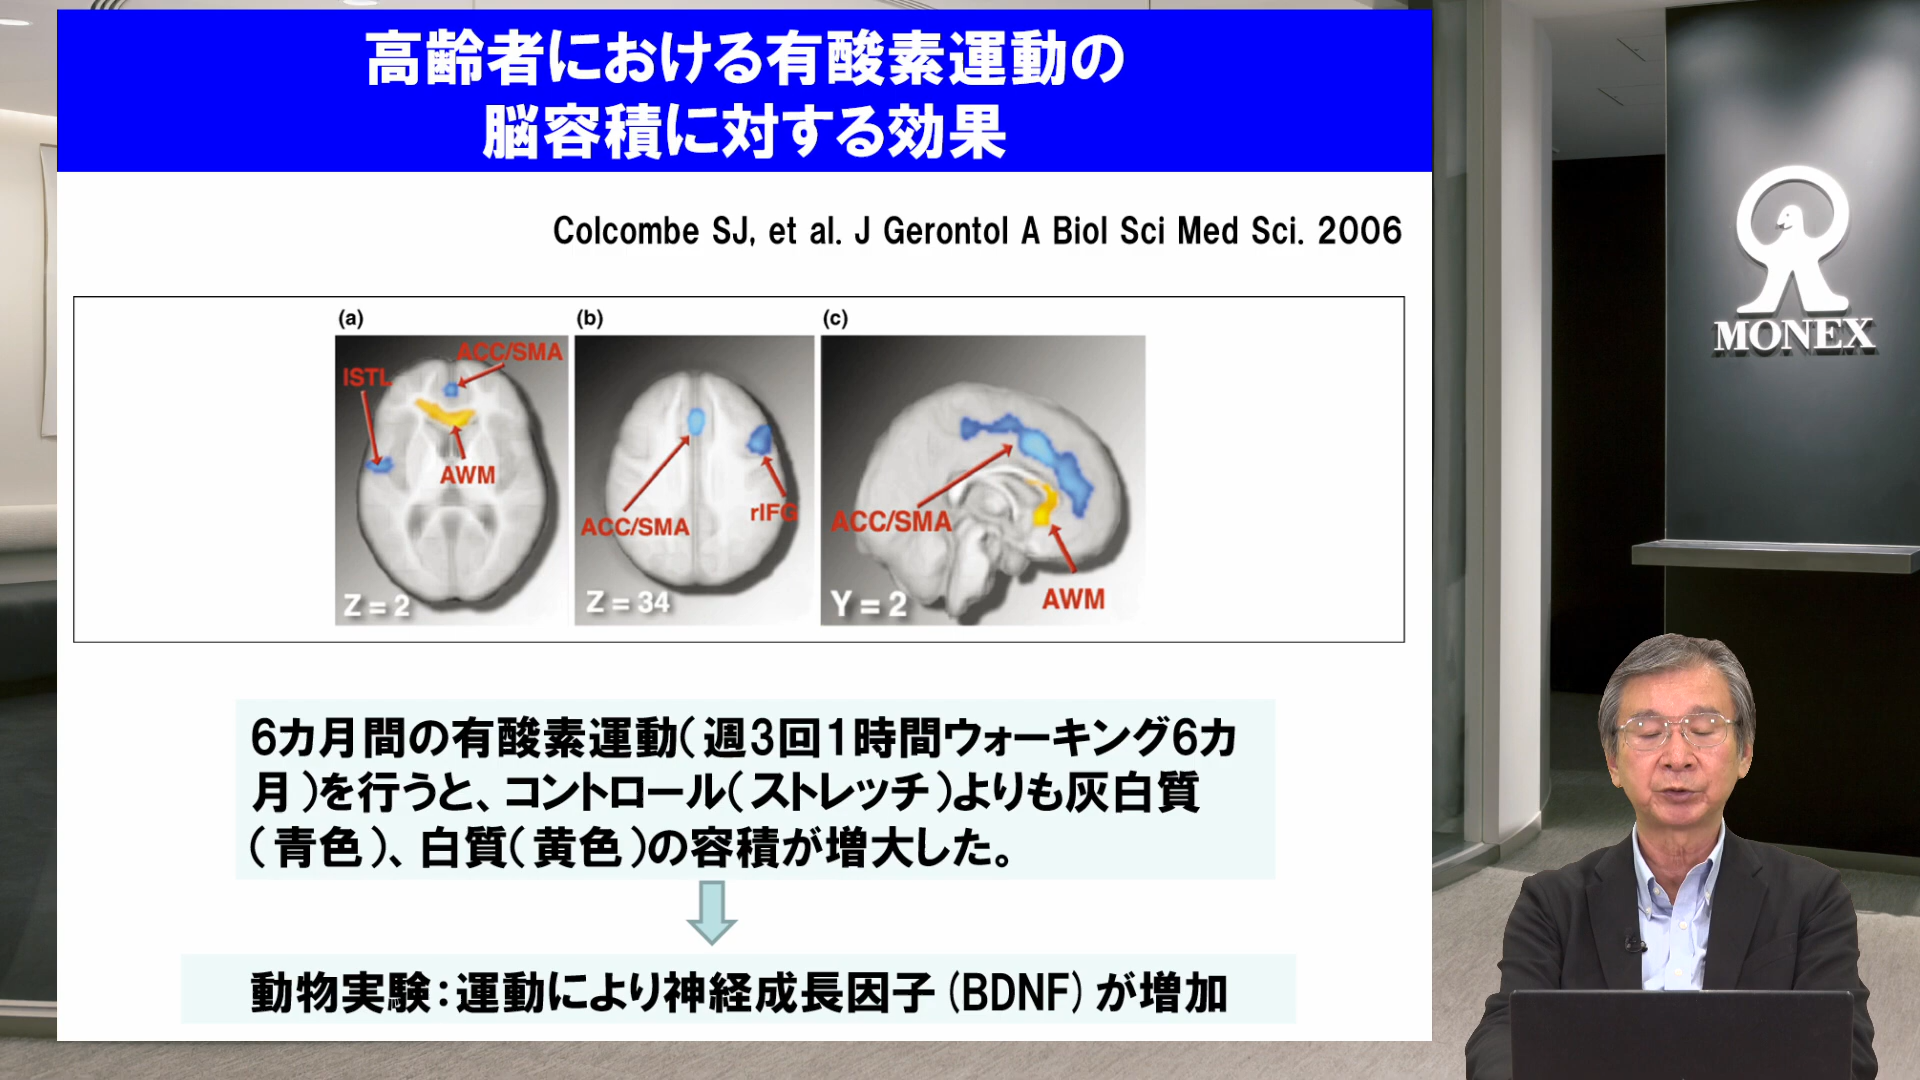 高齢者における有酸素運動の
脳容積に対する効果
Colcombe SJ, et al. J Gerontol A Biol Sci Med Sci. 2006
(a)
ACC/SMA
lSTL
AWM
Z = 2
(b)
ACC/SMA
rIFG
Z = 34
(c)
ACC/SMA
AWM
Y = 2
6カ月間の有酸素運動(週3回1時間ウォーキング6カ
月)を行うと、コントロール(ストレッチ)よりも灰白質
(青色)、白質(黄色)の容積が増大した。
動物実験:運動により神経成長因子(BDNF)が増加
MONEX